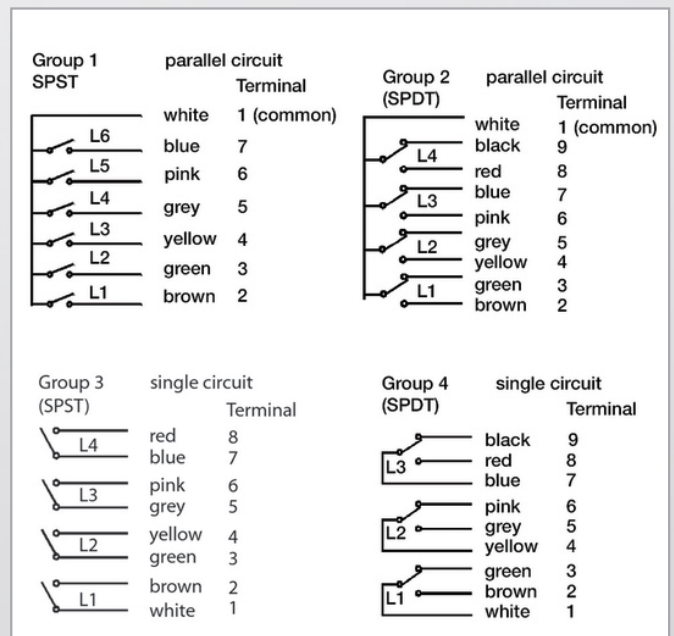 Group 1 parallel circuit
SPST Terminal
white 1 (common)
L6 blue 7
L5 pink 6
L4 grey 5
L3 yellow 4
L2 green 3
L1 brown 2
Group 2 parallel circuit
(SPDT) Terminal
white 1 (common)
black 9
L4 red 8
blue 7
L3 pink 6
grey 5
L2 yellow 4
green 3
L1 brown 2
Group 3 single circuit
(SPST) Terminal
red 8
L4
blue 7
pink 6
L3
grey 5
yellow 4
L2
green 3
brown 2
L1
white 1
Group 4 single circuit
(SPDT) Terminal
black 9
L3 red 8
blue 7
pink 6
L2 grey 5
yellow 4
green 3
L1 brown 2
white 1